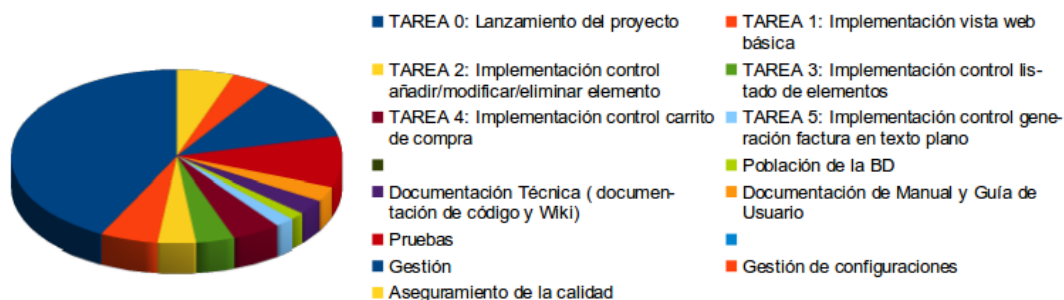 TAREA 0: Lanzamiento del proyecto
TAREA 1: Implementación vista web
básica
TAREA 2: Implementación control
añadir/modificar/eliminar elemento
TAREA 3: Implementación control lis-
tado de elementos
TAREA 4: Implementación control carrito
de compra
TAREA 5: Implementación control gene-
ración factura en texto plano
Población de la BD
Documentación Técnica ( documen-
tación de código y Wiki)
Documentación de Manual y Guía de
Usuario
Pruebas
Gestión
Gestión de configuraciones
Aseguramiento de la calidad